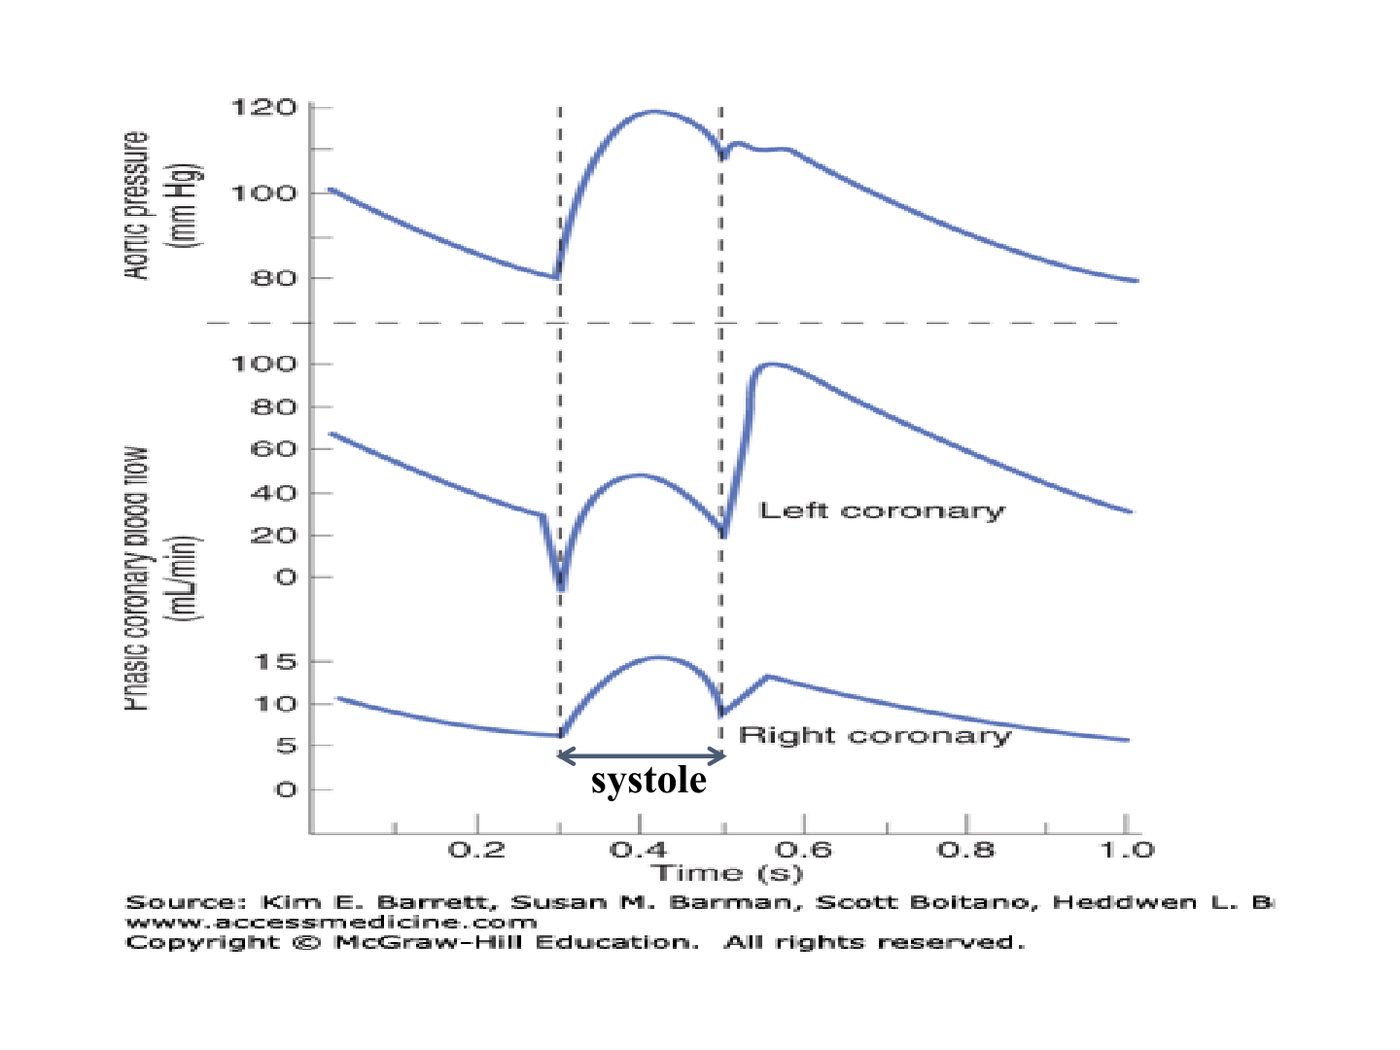 Aortic pressure
(mm Hg)
120
100
80
Phasic coronary blood flow
(mL/min)
100
80
60
40
20
0
Left coronary
15
10
5
0
Right coronary
systole
0.2 0.4 0.6 0.8 1.0
Time (s)
Source: Kim E. Barrett, Susan M. Barman, Scott Boitano, Heddwen L. B
www.accessmedicine.com
Copyright © McGraw-Hill Education. All rights reserved.